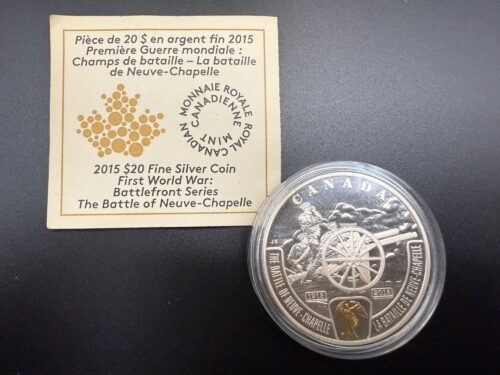 Pièce de 20 $ en argent fin 2015
Première Guerre mondiale :
Champs de bataille – La bataille
de Neuve-Chapelle
MONNAIE ROYALE CANADIENNE
ROYAL CANADIAN MINT
2015 $20 Fine Silver Coin
First World War:
Battlefront Series
The Battle of Neuve-Chapelle
CANADA
JK
1915 2015
THE BATTLE OF NEUVE-CHAPELLE
LA BATAILLE DE NEUVE-CHAPELLE